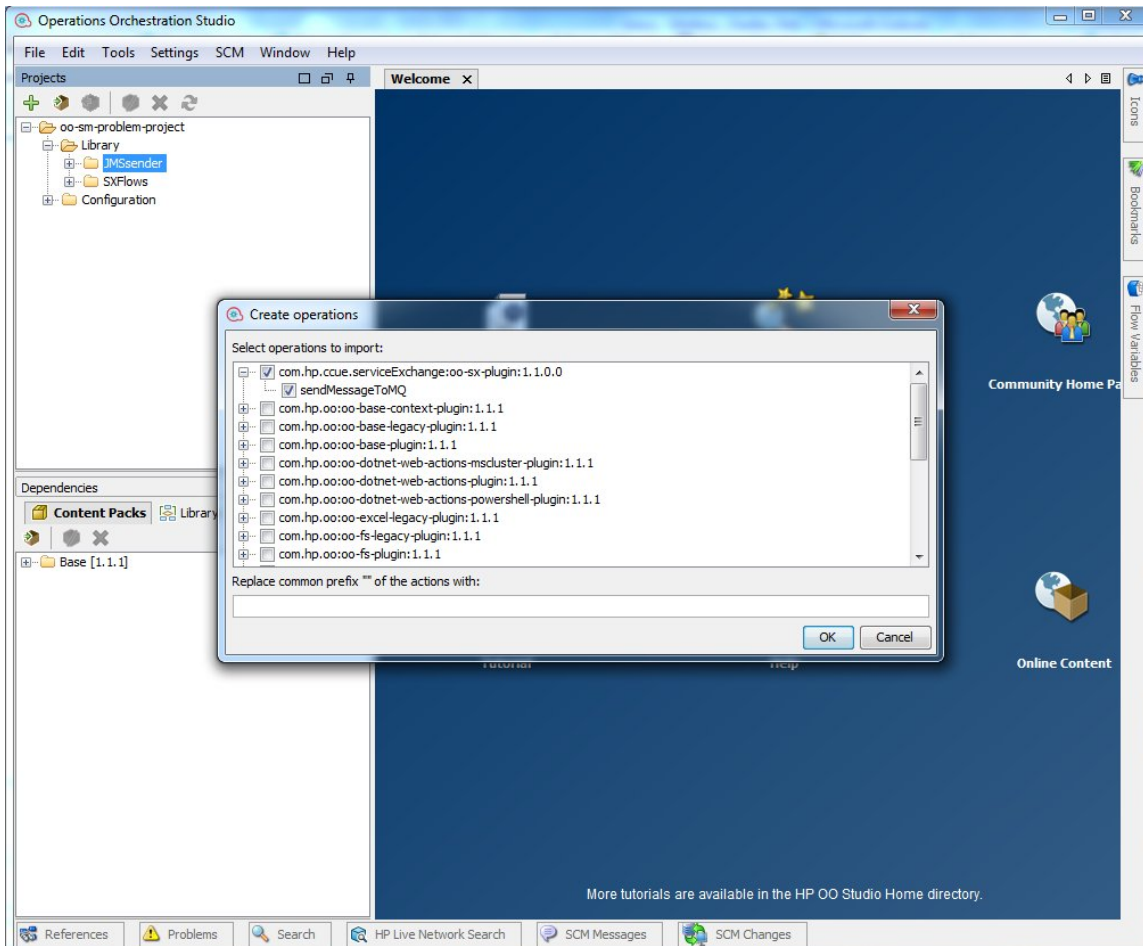 Operations Orchestration Studio
File Edit Tools Settings SCM Window Help
Projects
Welcome
oo-sm-problem-project
Library
JMSsender
SXFlows
Configuration
Icons
Bookmarks
Flow Variables
Create operations
Select operations to import:
com.hp.ccue.serviceExchange:oo-sx-plugin:1.1.0.0
sendMessageToMQ
com.hp.oo:oo-base-context-plugin:1.1.1
com.hp.oo:oo-base-legacy-plugin:1.1.1
com.hp.oo:oo-base-plugin:1.1.1
com.hp.oo:oo-dotnet-web-actions-mscluster-plugin:1.1.1
com.hp.oo:oo-dotnet-web-actions-plugin:1.1.1
com.hp.oo:oo-dotnet-web-actions-powershell-plugin:1.1.1
com.hp.oo:oo-excel-legacy-plugin:1.1.1
com.hp.oo:oo-fs-legacy-plugin:1.1.1
com.hp.oo:oo-fs-plugin:1.1.1
Replace common prefix "" of the actions with:
OK Cancel
Community Home Pa
Dependencies
Content Packs Library
Base [1.1.1]
Tutorial Help Online Content
More tutorials are available in the HP OO Studio Home directory.
References Problems Search HP Live Network Search SCM Messages SCM Changes